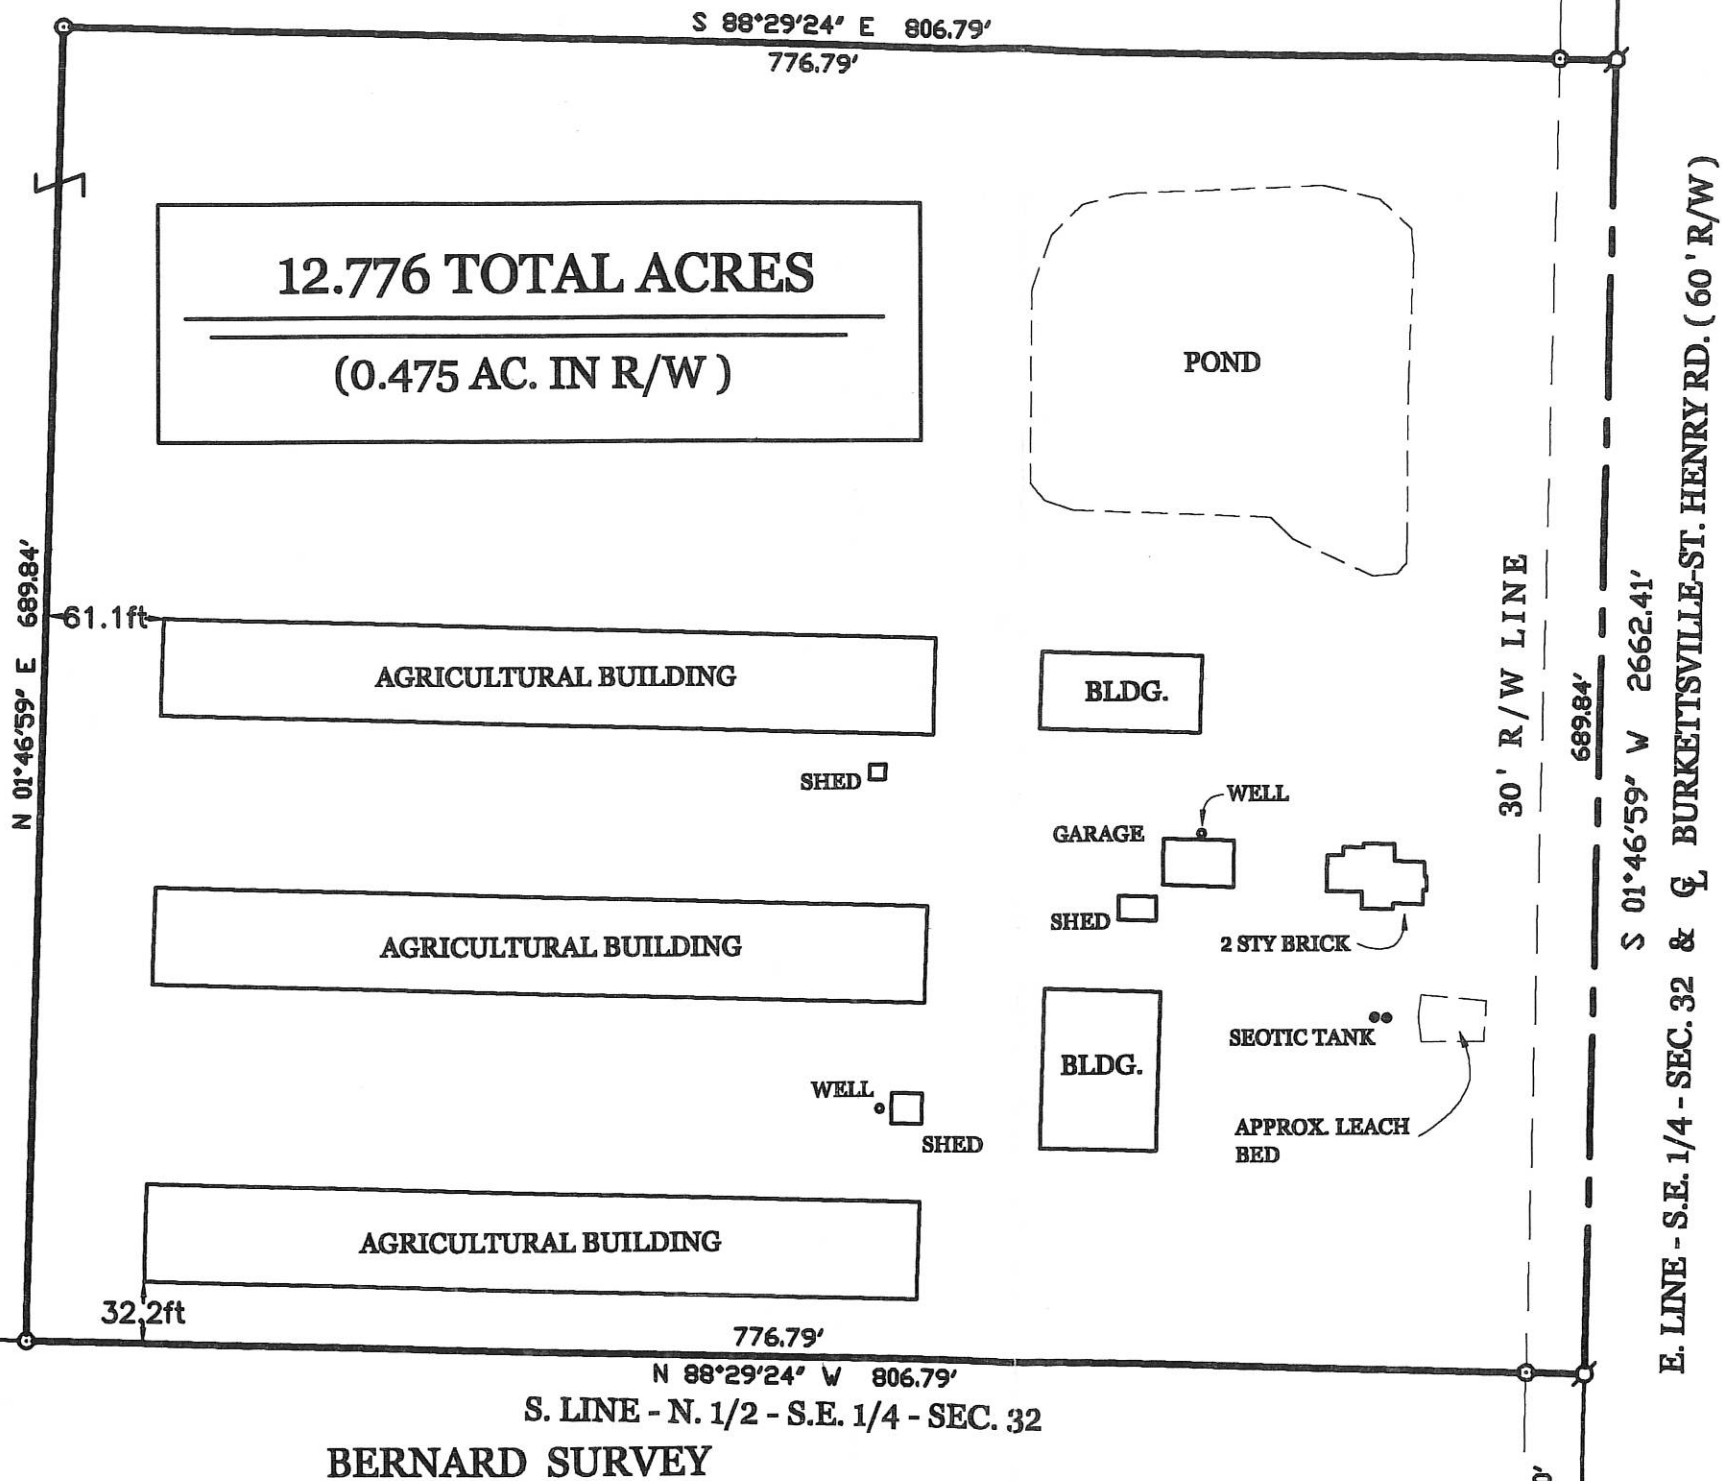 S 88°29'24" E 806.79'
776.79'
12.776 TOTAL ACRES
(0.475 AC. IN R/W )
POND
N 01°46'59" E 689.84'
61.1ft
AGRICULTURAL BUILDING
BLDG.
SHED
WELL
GARAGE
SHED
2 STY BRICK
AGRICULTURAL BUILDING
BLDG.
SEOTIC TANK
WELL
SHED
APPROX. LEACH
BED
AGRICULTURAL BUILDING
32.2ft
30' R/W LINE
689.84'
S 01°46'59" W 2662.41'
E. LINE - S.E. 1/4 - SEC. 32 & ℄ BURKETTSVILLE-ST. HENRY RD. ( 60 ' R/W )
776.79'
N 88°29'24" W 806.79'
S. LINE - N. 1/2 - S.E. 1/4 - SEC. 32
BERNARD SURVEY